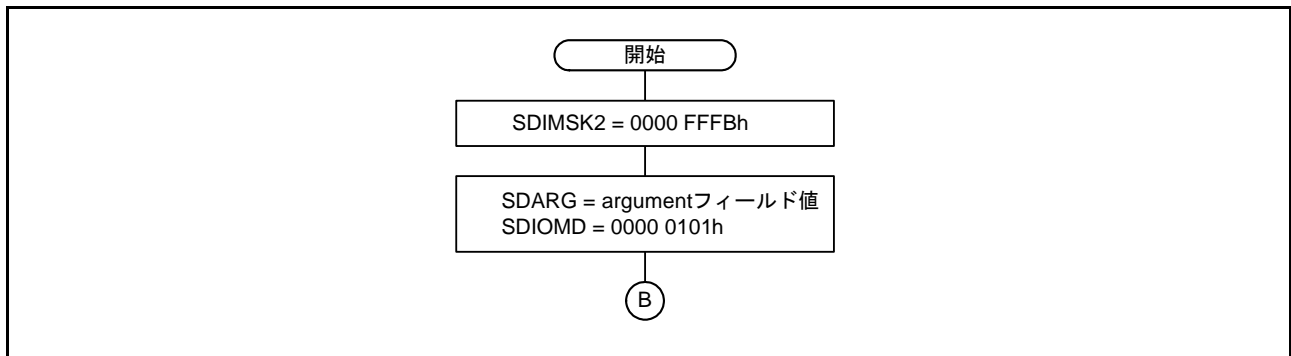 開始
SDIMSK2 = 0000 FFFBh
SDARG = argumentフィールド値
SDIOMD = 0000 0101h
B